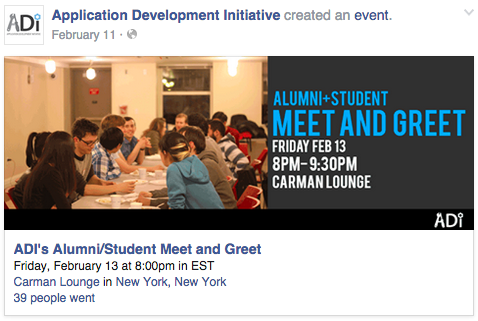 ADi
Application Development Initiative created an event.
February 11 ·
ALUMNI+STUDENT
MEET AND GREET
FRIDAY FEB 13
8PM- 9:30PM
CARMAN LOUNGE
ADi
ADI's Alumni/Student Meet and Greet
Friday, February 13 at 8:00pm in EST
Carman Lounge in New York, New York
39 people went